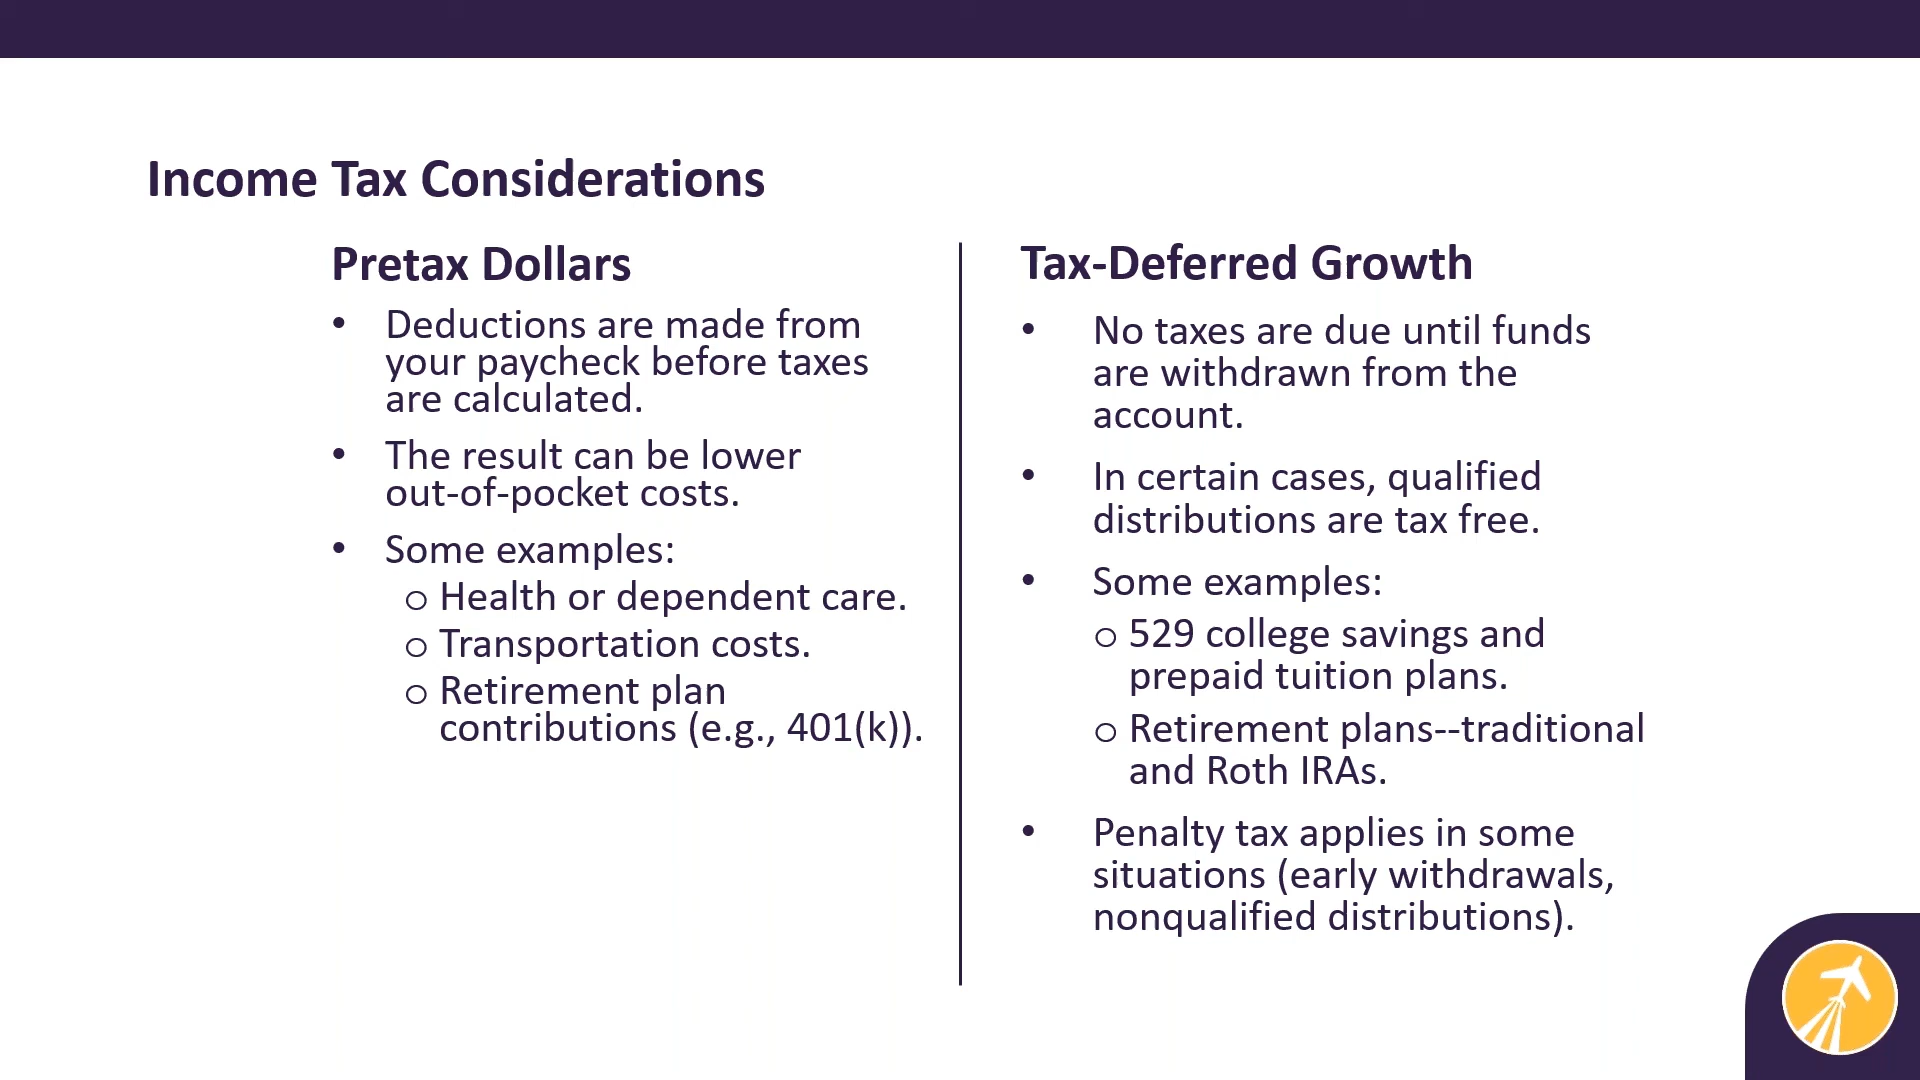 Income Tax Considerations
Pretax Dollars
• Deductions are made from
your paycheck before taxes
are calculated.
• The result can be lower
out-of-pocket costs.
• Some examples:
o Health or dependent care.
o Transportation costs.
o Retirement plan
contributions (e.g., 401(k)).
Tax-Deferred Growth
• No taxes are due until funds
are withdrawn from the
account.
• In certain cases, qualified
distributions are tax free.
• Some examples:
o 529 college savings and
prepaid tuition plans.
o Retirement plans--traditional
and Roth IRAs.
• Penalty tax applies in some
situations (early withdrawals,
nonqualified distributions).